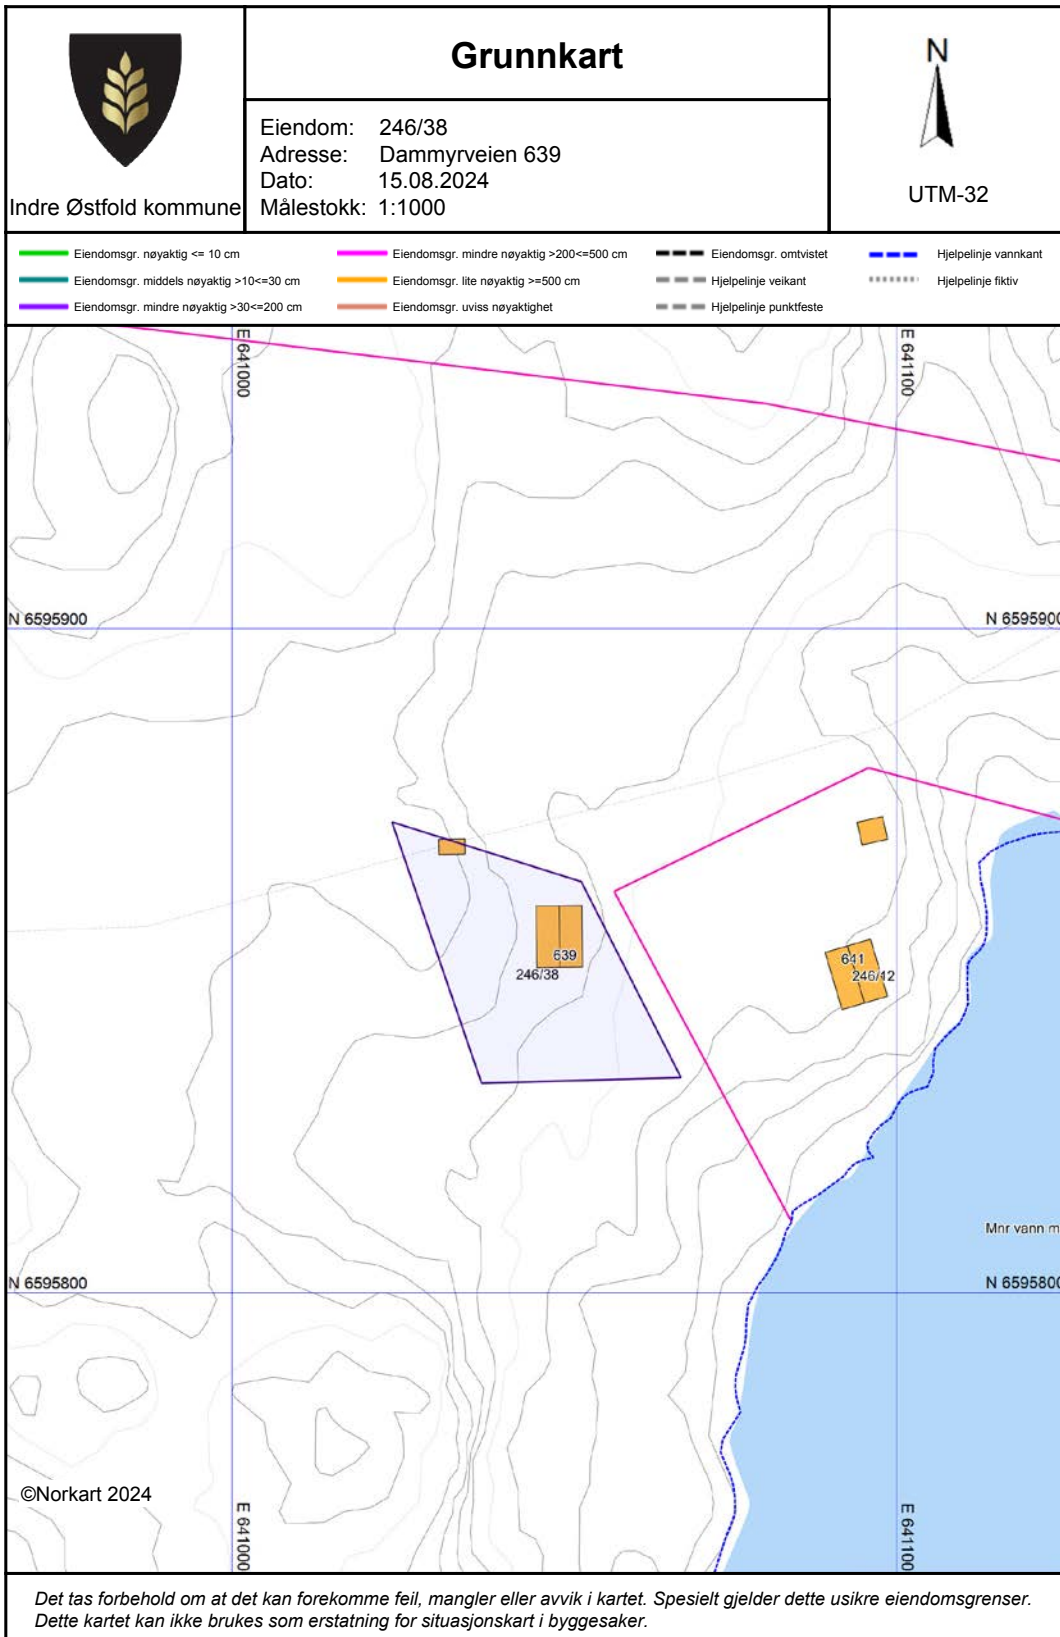 Grunnkart
Indre Østfold kommune
Eiendom: 246/38
Adresse: Dammyrveien 639
Dato: 15.08.2024
Målestokk: 1:1000
N
UTM-32
Eiendomsgr. nøyaktig <= 10 cm
Eiendomsgr. middels nøyaktig >10<=30 cm
Eiendomsgr. mindre nøyaktig >30<=200 cm
Eiendomsgr. mindre nøyaktig >200<=500 cm
Eiendomsgr. lite nøyaktig >=500 cm
Eiendomsgr. uviss nøyaktighet
Eiendomsgr. omtvistet
Hjelpelinje veikant
Hjelpelinje punktfeste
Hjelpelinje vannkant
Hjelpelinje fiktiv
E 641000
E 641100
N 6595900
N 6595900
639
246/38
641
246/12
Mnr vann m
N 6595800
N 6595800
©Norkart 2024
E 641000
E 641100
Det tas forbehold om at det kan forekomme feil, mangler eller avvik i kartet. Spesielt gjelder dette usikre eiendomsgrenser.
Dette kartet kan ikke brukes som erstatning for situasjonskart i byggesaker.